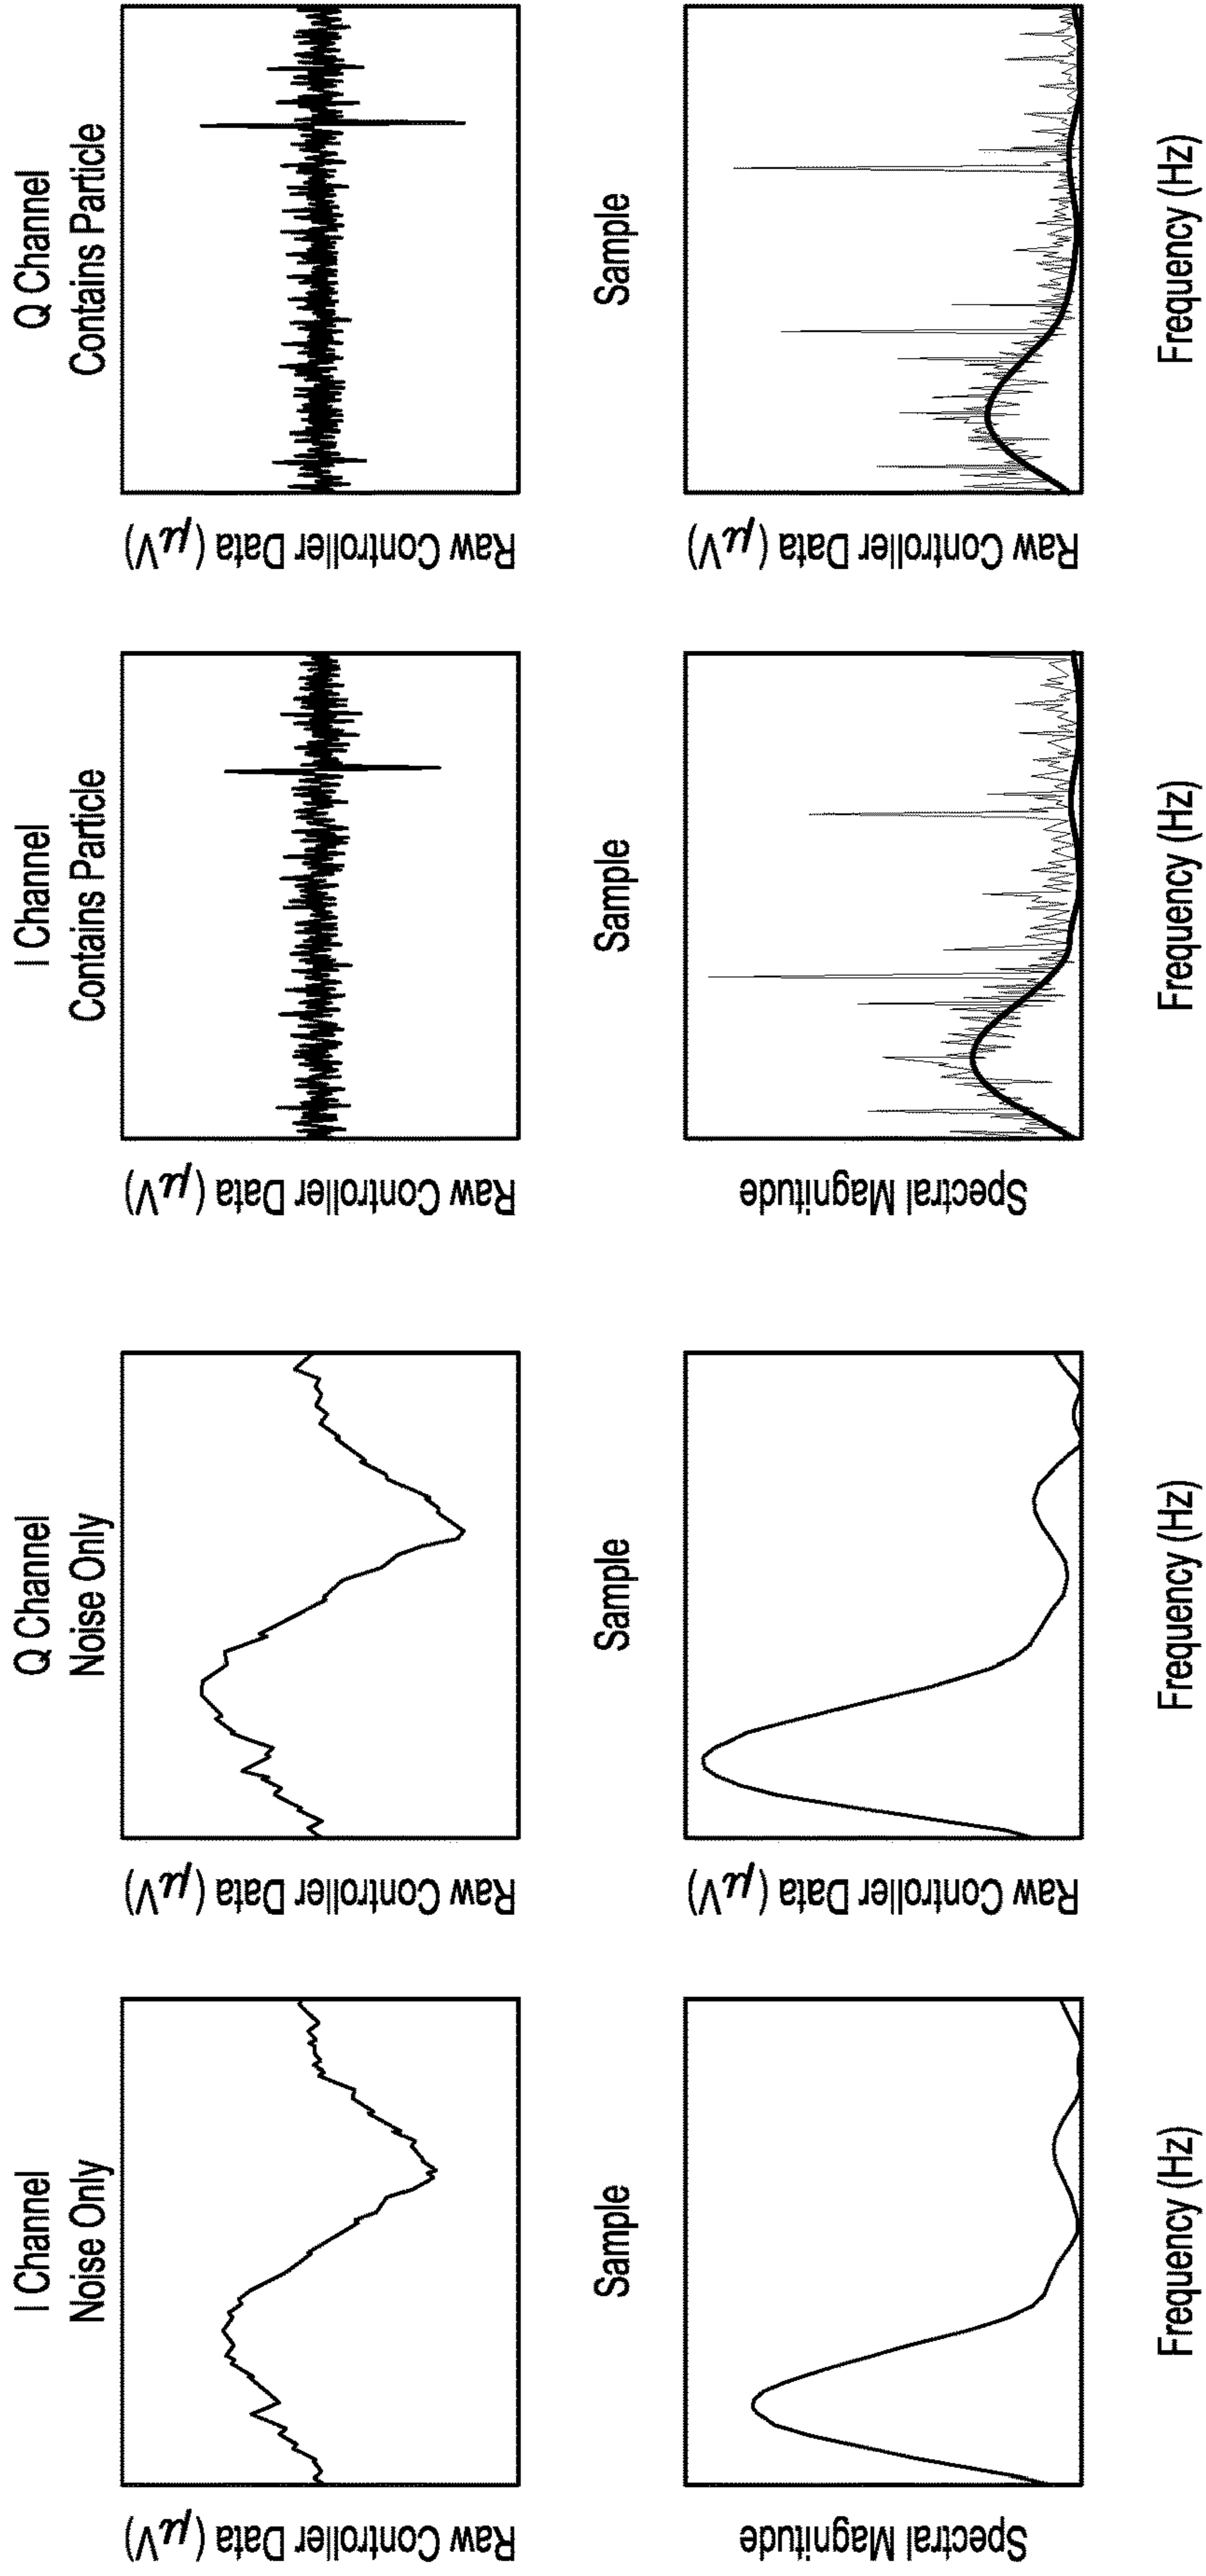 I Channel
Noise Only
Q Channel
Noise Only
I Channel
Contains Particle
Q Channel
Contains Particle
Raw Controller Data (μV)
Raw Controller Data (μV)
Raw Controller Data (μV)
Raw Controller Data (μV)
Sample
Sample
Sample
Sample
Spectral Magnitude
Raw Controller Data (μV)
Spectral Magnitude
Raw Controller Data (μV)
Frequency (Hz)
Frequency (Hz)
Frequency (Hz)
Frequency (Hz)